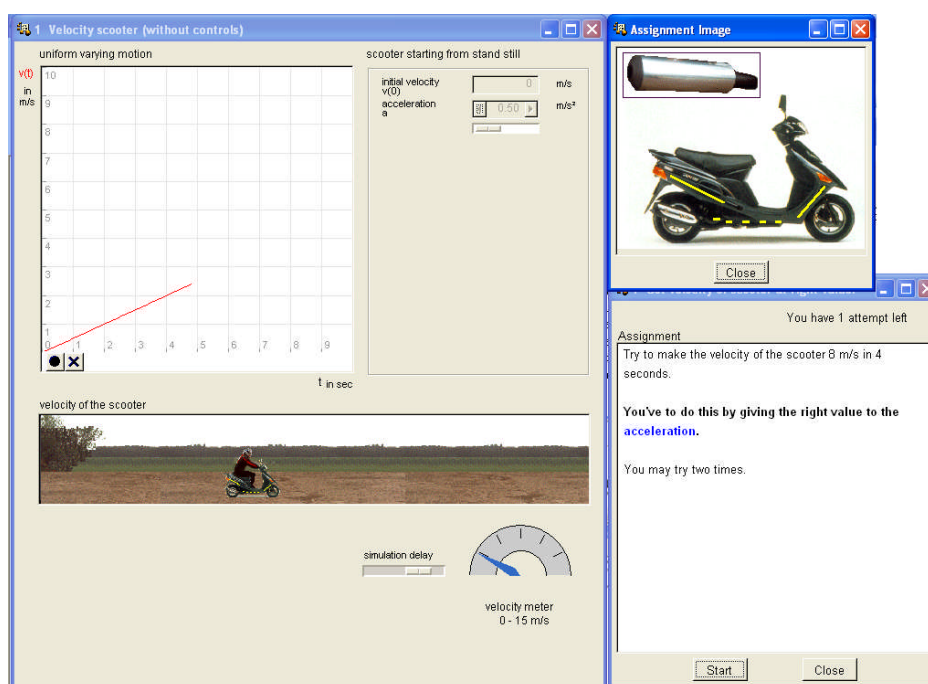 1 Velocity scooter (without controls)
uniform varying motion
v(t)
in
m/s
10
9
8
7
6
5
4
3
2
1
0 ,1 ,2 ,3 ,4 ,5 ,6 ,7 ,8 ,9
t in sec
scooter starting from stand still
initial velocity
v(0)
0 m/s
acceleration
a
0.50 m/s²
velocity of the scooter
simulation delay
velocity meter
0 - 15 m/s
Assignment Image
Close
You have 1 attempt left
Assignment
Try to make the velocity of the scooter 8 m/s in 4
seconds.
You've to do this by giving the right value to the
acceleration.
You may try two times.
Start Close